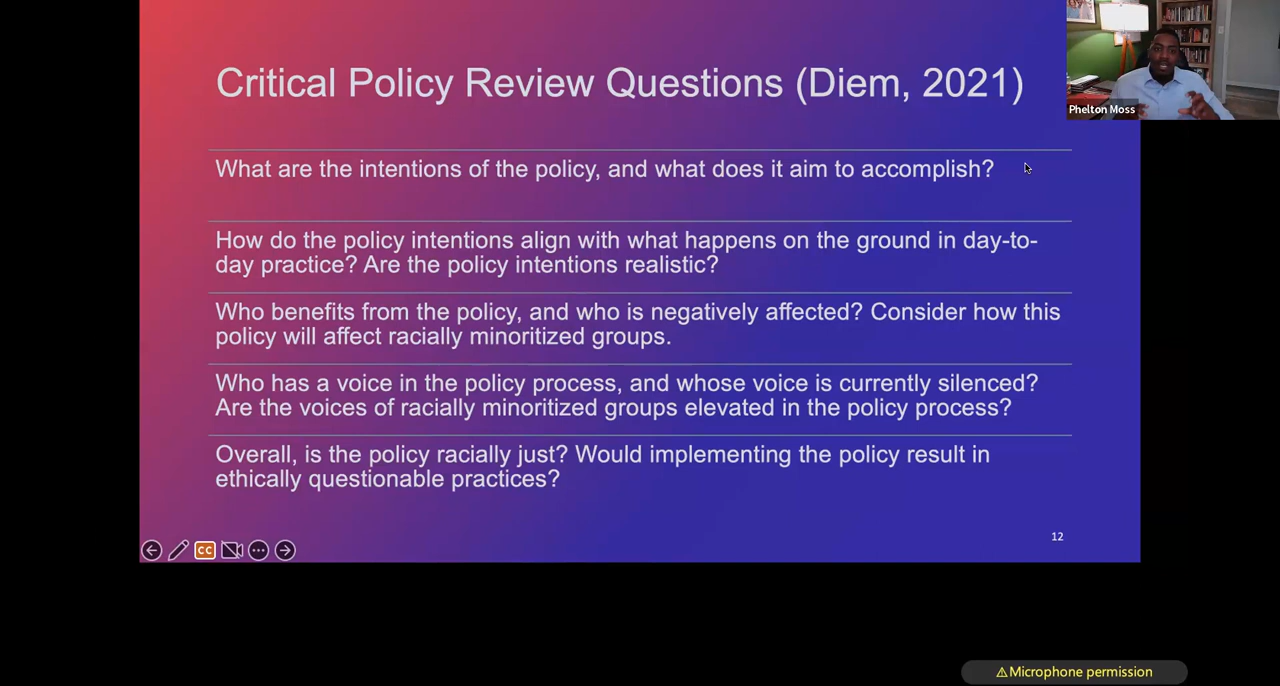 Critical Policy Review Questions (Diem, 2021)
Phelton Moss
What are the intentions of the policy, and what does it aim to accomplish?
How do the policy intentions align with what happens on the ground in day-to-
day practice? Are the policy intentions realistic?
Who benefits from the policy, and who is negatively affected? Consider how this
policy will affect racially minoritized groups.
Who has a voice in the policy process, and whose voice is currently silenced?
Are the voices of racially minoritized groups elevated in the policy process?
Overall, is the policy racially just? Would implementing the policy result in
ethically questionable practices?
12
CC
⚠Microphone permission